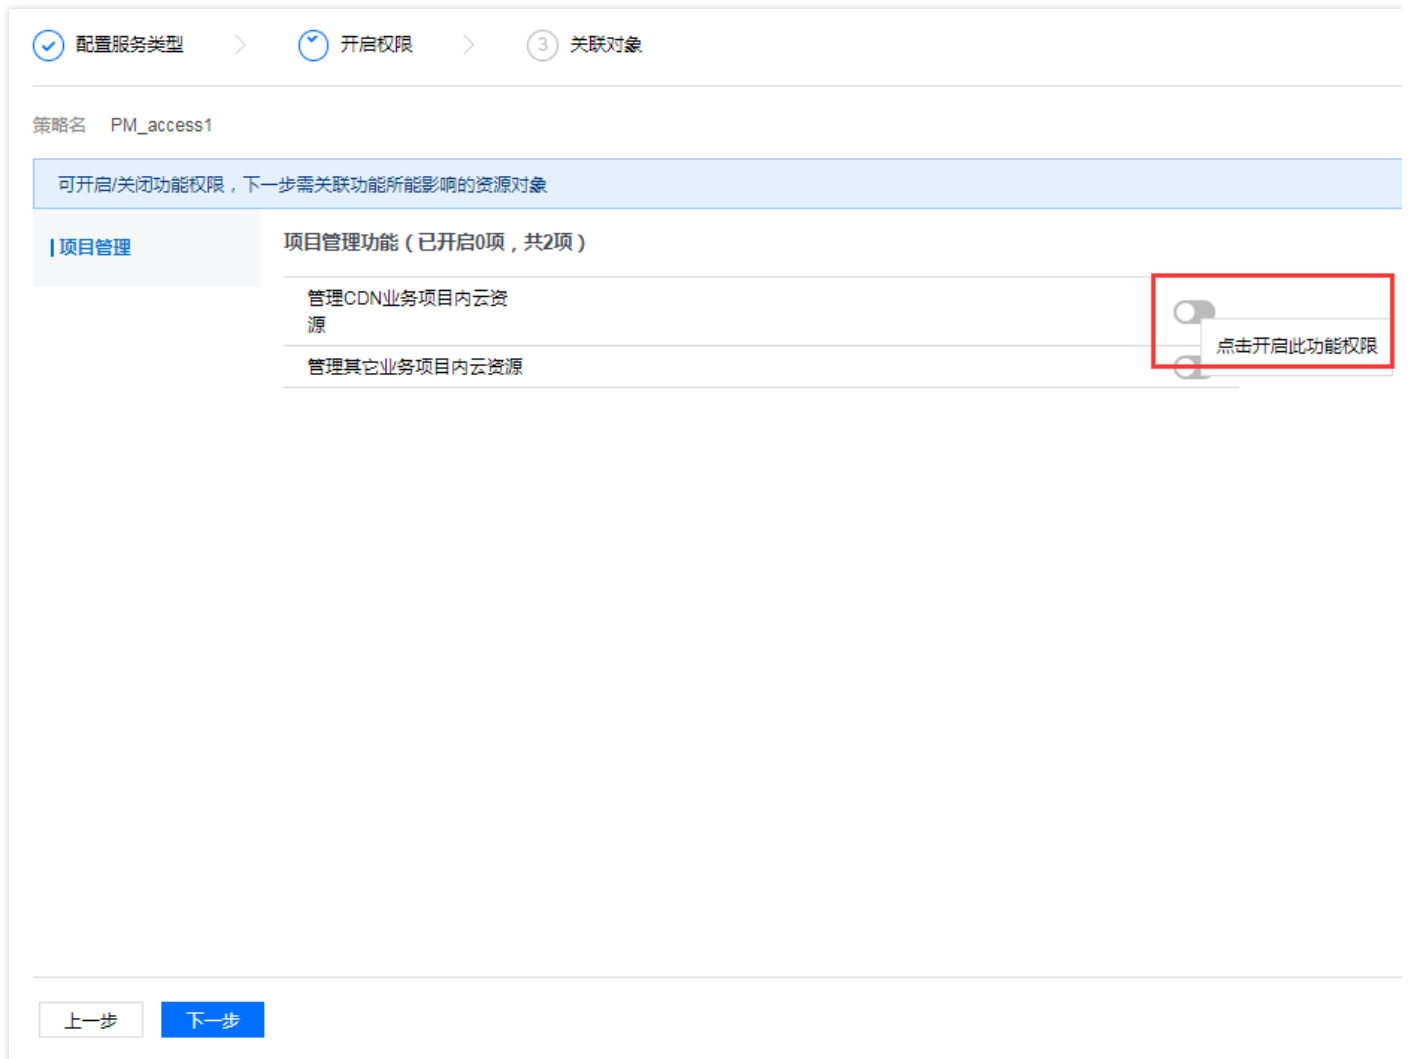 配置服务类型
开启权限
3 关联对象
策略名 PM_access1
可开启/关闭功能权限，下一步需关联功能所能影响的资源对象
项目管理
项目管理功能（已开启0项，共2项）
管理CDN业务项目内云资
源
点击开启此功能权限
管理其它业务项目内云资源
上一步
下一步